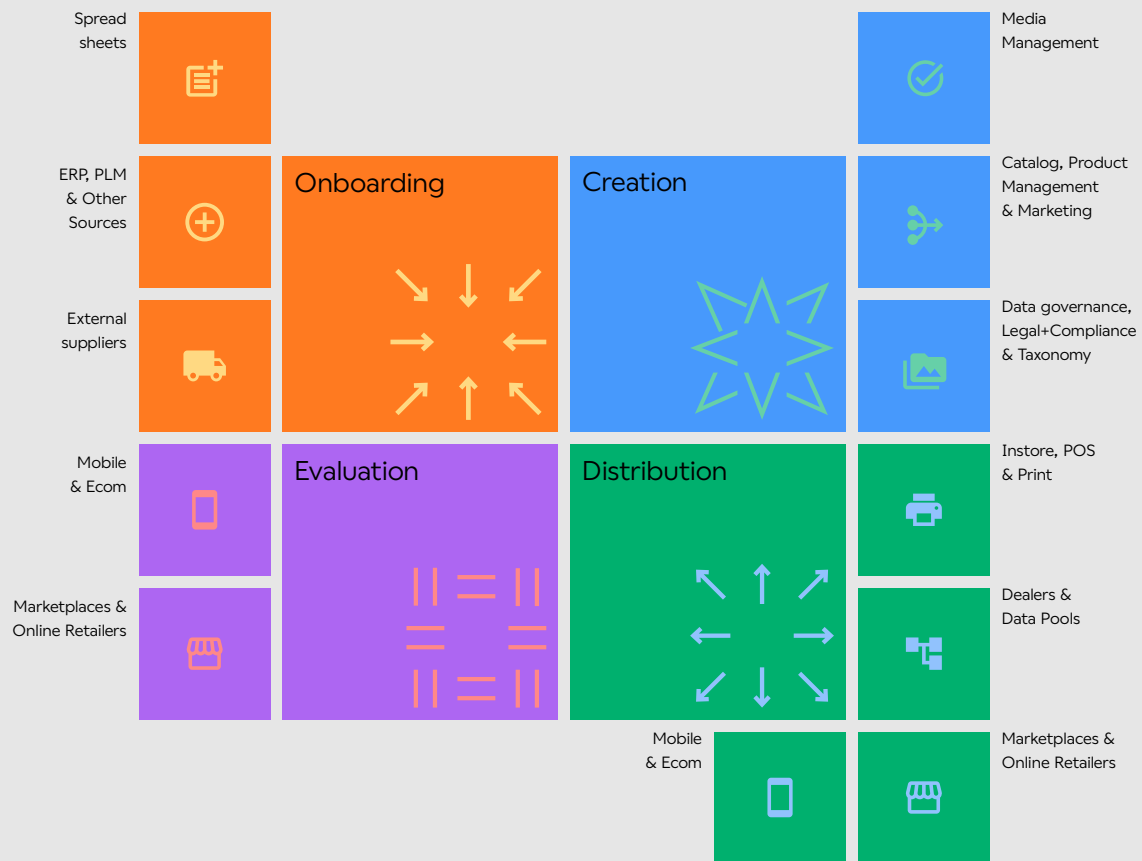 Spread
sheets
Media
Management
ERP, PLM
& Other
Sources
Onboarding
Creation
Catalog, Product
Management
& Marketing
External
suppliers
Data governance,
Legal+Compliance
& Taxonomy
Mobile
& Ecom
Evaluation
Distribution
Instore, POS
& Print
Marketplaces &
Online Retailers
Dealers &
Data Pools
Mobile
& Ecom
Marketplaces &
Online Retailers